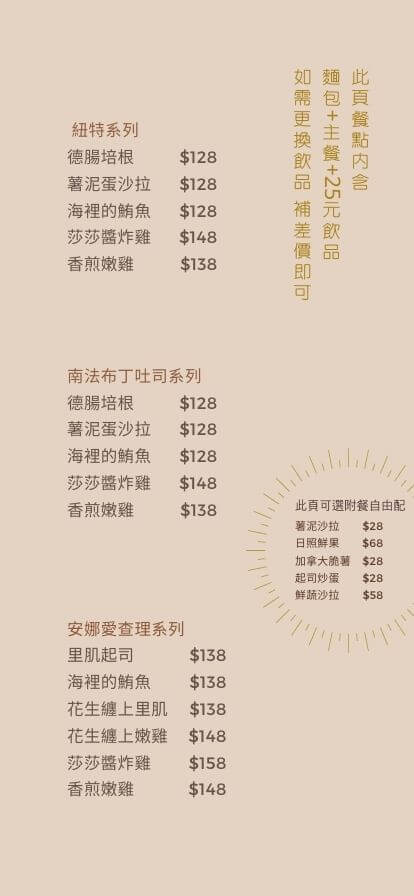 此頁餐點內含
麵包+主餐+25元飲品
如需更換飲品 補差價即可
紐特系列
德腸培根 $128
薯泥蛋沙拉 $128
海裡的鮪魚 $128
莎莎醬炸雞 $148
香煎嫩雞 $138
南法布丁吐司系列
德腸培根 $128
薯泥蛋沙拉 $128
海裡的鮪魚 $128
莎莎醬炸雞 $148
香煎嫩雞 $138
此頁可選附餐自由配
薯泥沙拉 $28
日照鮮果 $68
加拿大脆薯 $28
起司炒蛋 $28
鮮蔬沙拉 $58
安娜愛查理系列
里肌起司 $138
海裡的鮪魚 $138
花生纏上里肌 $138
花生纏上嫩雞 $148
莎莎醬炸雞 $158
香煎嫩雞 $148